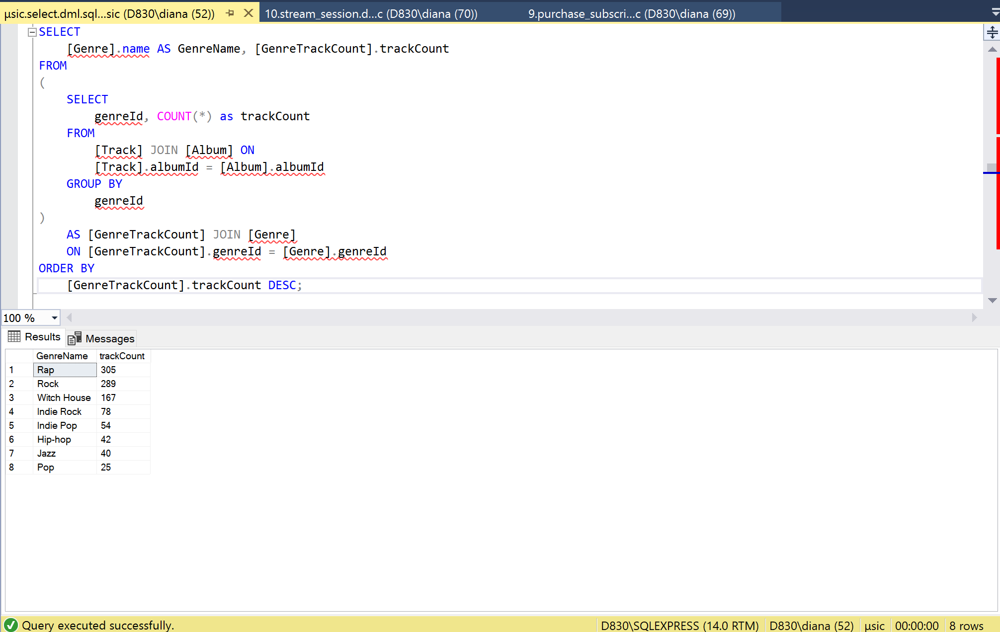 µsic.select.dml.sql...sic (D830\diana (52))
10.stream_session.d...c (D830\diana (70))
9.purchase_subscri...c (D830\diana (69))
SELECT
[Genre].name AS GenreName, [GenreTrackCount].trackCount
FROM
(
SELECT
genreId, COUNT(*) as trackCount
FROM
[Track] JOIN [Album] ON
[Track].albumId = [Album].albumId
GROUP BY
genreId
)
AS [GenreTrackCount] JOIN [Genre]
ON [GenreTrackCount].genreId = [Genre].genreId
ORDER BY
[GenreTrackCount].trackCount DESC;
100 %
Results Messages
GenreName trackCount
1 Rap 305
2 Rock 289
3 Witch House 167
4 Indie Rock 78
5 Indie Pop 54
6 Hip-hop 42
7 Jazz 40
8 Pop 25
Query executed successfully. D830\SQLEXPRESS (14.0 RTM) D830\diana (52) µsic 00:00:00 8 rows